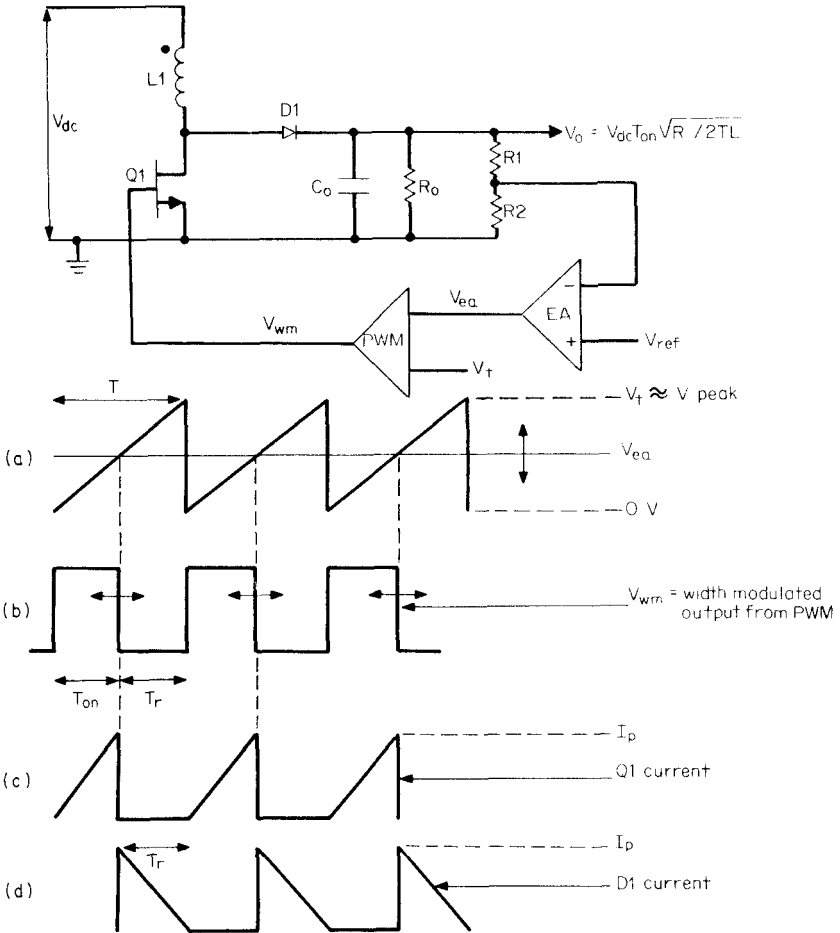 L1
Vdc
D1
Vo = VdcTon√R /2TL
R1
Q1
Co
Ro
R2
Vea
EA
−
+
Vwm
PWM
Vref
Vt
T
Vt ≈ V peak
(a)
Vea
0 V
(b)
Vwm = width modulated
output from PWM
Ton
Tr
Ip
(c)
Q1 current
Tr
Ip
(d)
D1 current